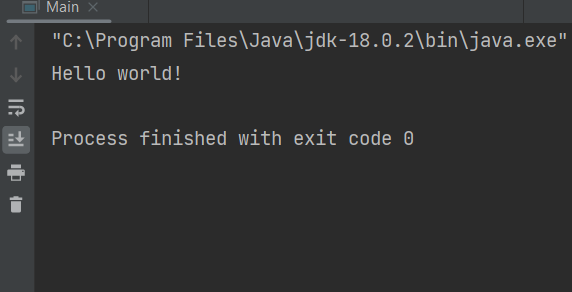 Main
"C:\Program Files\Java\jdk-18.0.2\bin\java.exe"
Hello world!
Process finished with exit code 0